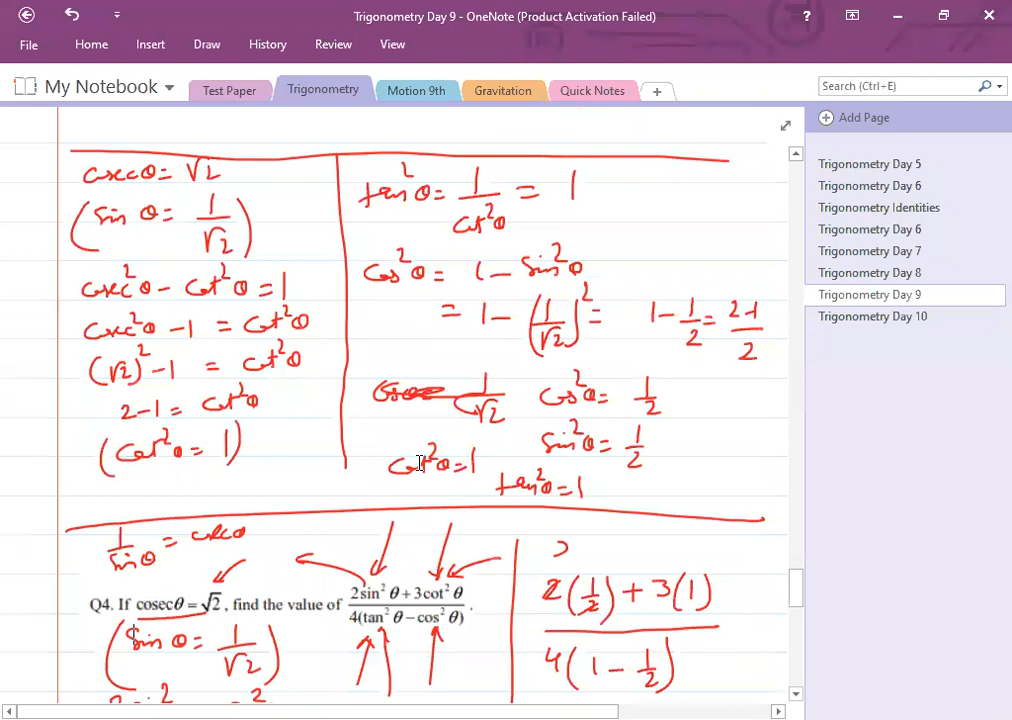 Trigonometry Day 9 - OneNote (Product Activation Failed)
File Home Insert Draw History Review View
My Notebook
Test Paper
Trigonometry
Motion 9th
Gravitation
Quick Notes
Search (Ctrl+E)
Add Page
Trigonometry Day 5
Trigonometry Day 6
Trigonometry Identities
Trigonometry Day 6
Trigonometry Day 7
Trigonometry Day 8
Trigonometry Day 9
Trigonometry Day 10
cosecθ = √2
(sin θ = 1/√2)
cosec²θ - cot²θ = 1
cosec²θ - 1 = cot²θ
(√2)² - 1 = cot²θ
2 - 1 = cot²θ
(cot²θ = 1)
tan²θ = 1/cot²θ = 1
cos²θ = 1 - sin²θ
= 1 - (1/√2)² = 1 - 1/2 = 2-1/2
1/√2
cos²θ = 1/2
sin²θ = 1/2
cot²θ = 1
tan²θ = 1
1/sinθ = cosecθ
Q4. If cosecθ = √2, find the value of 2sin²θ + 3cot²θ / 4(tan²θ − cos²θ).
(sin θ = 1/√2)
2(1/2) + 3(1)
4(1 - 1/2)